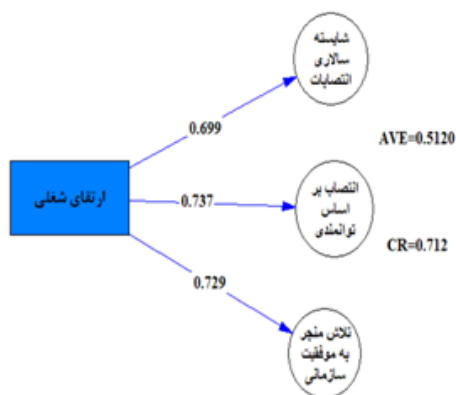 شایسته
سالاری
انتصابات
0.699
AVE=0.5120
ارتقای شغلی
0.737
انتصاب بر
اساس
توانمندی
CR=0.712
0.729
تلاش منجر
به موفقیت
سازمانی